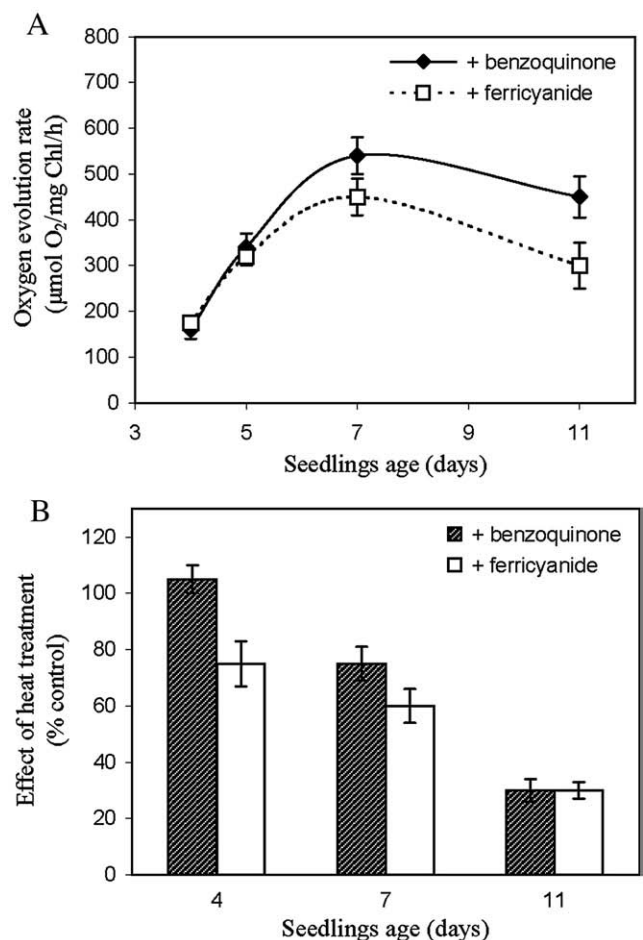 A
800
700
600
500
400
300
200
100
0
Oxygen evolution rate
(µmol O₂/mg Chl/h)
+ benzoquinone
+ ferricyanide
3 5 7 9 11
Seedlings age (days)
B
120
100
80
60
40
20
0
Effect of heat treatment
(% control)
+ benzoquinone
+ ferricyanide
4 7 11
Seedlings age (days)